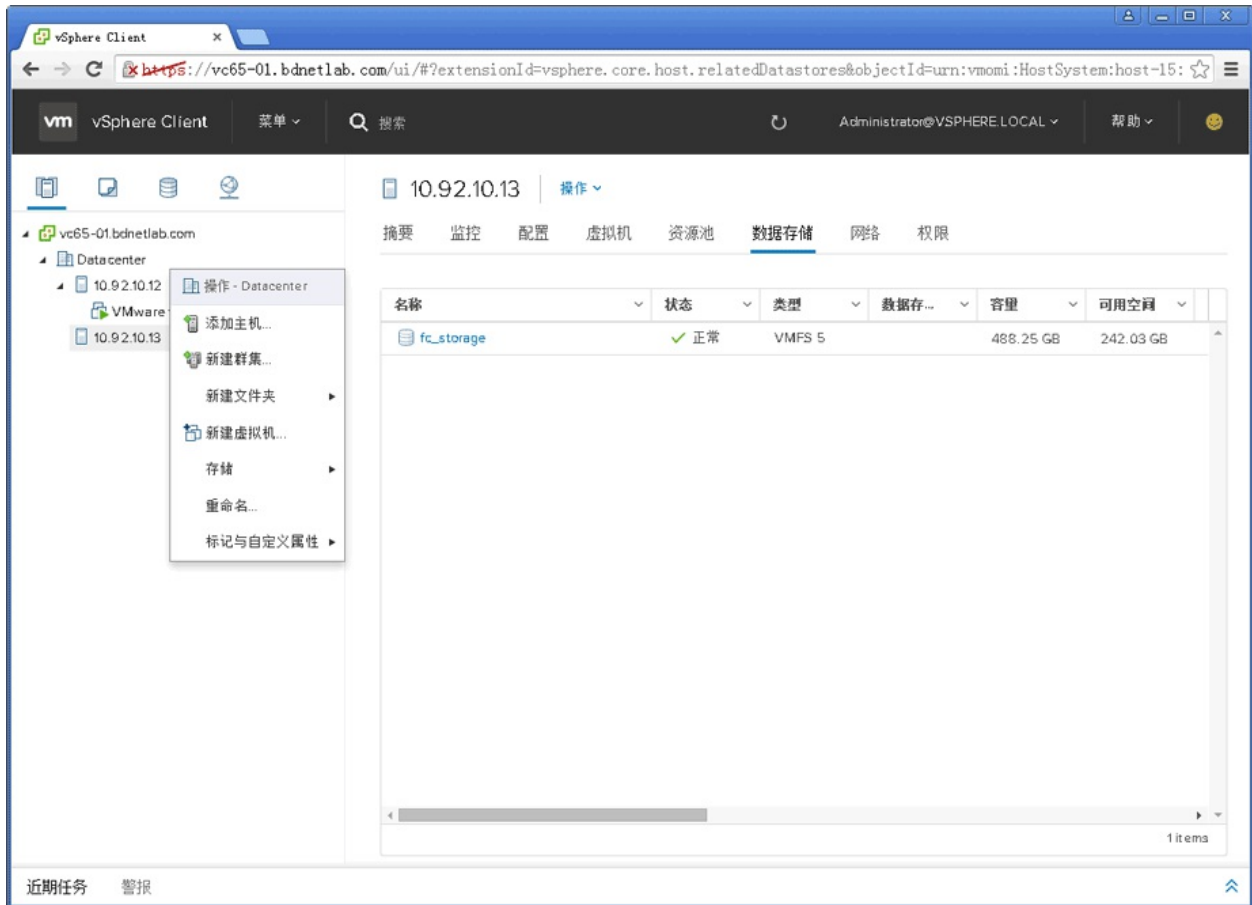 vSphere Client
https://vc65-01.bdnetlab.com/ui/#?extensionId=vsphere.core.host.relatedDatastores&objectId=urn:vmomi:HostSystem:host-15:
vm vSphere Client 菜单 搜索 Administrator@VSPHERE.LOCAL 帮助
10.92.10.13 操作
摘要 监控 配置 虚拟机 资源池 数据存储 网络 权限
vc65-01.bdnetlab.com
Datacenter
10.92.10.12
VMware
10.92.10.13
操作 - Datacenter
添加主机...
新建群集...
新建文件夹
新建虚拟机...
存储
重命名...
标记与自定义属性
名称 状态 类型 数据存... 容量 可用空间
fc_storage 正常 VMFS 5 488.25 GB 242.03 GB
1 items
近期任务 警报